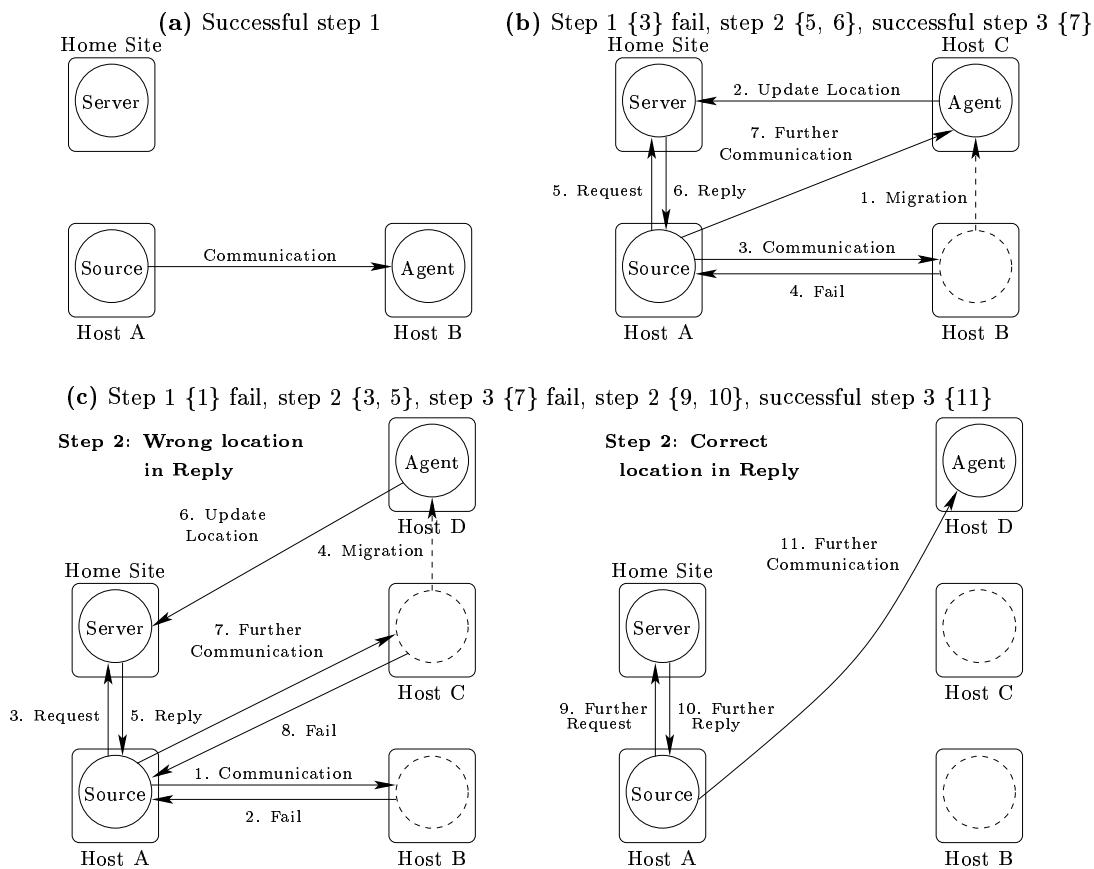 (a) Successful step 1
Home Site
Server
Communication
Source
Agent
Host A
Host B
(b) Step 1 {3} fail, step 2 {5, 6}, successful step 3 {7}
Home Site
Host C
2. Update Location
Server
Agent
7. Further
Communication
5. Request
6. Reply
1. Migration
3. Communication
Source
4. Fail
Host A
Host B
(c) Step 1 {1} fail, step 2 {3, 5}, step 3 {7} fail, step 2 {9, 10}, successful step 3 {11}
Step 2: Wrong location
in Reply
Agent
Host D
6. Update
Location
4. Migration
Home Site
Server
7. Further
Communication
Host C
3. Request
5. Reply
8. Fail
1. Communication
Source
2. Fail
Host A
Host B
Step 2: Correct
location in Reply
Agent
Host D
11. Further
Communication
Home Site
Server
Host C
9. Further
Request
10. Further
Reply
Source
Host A
Host B